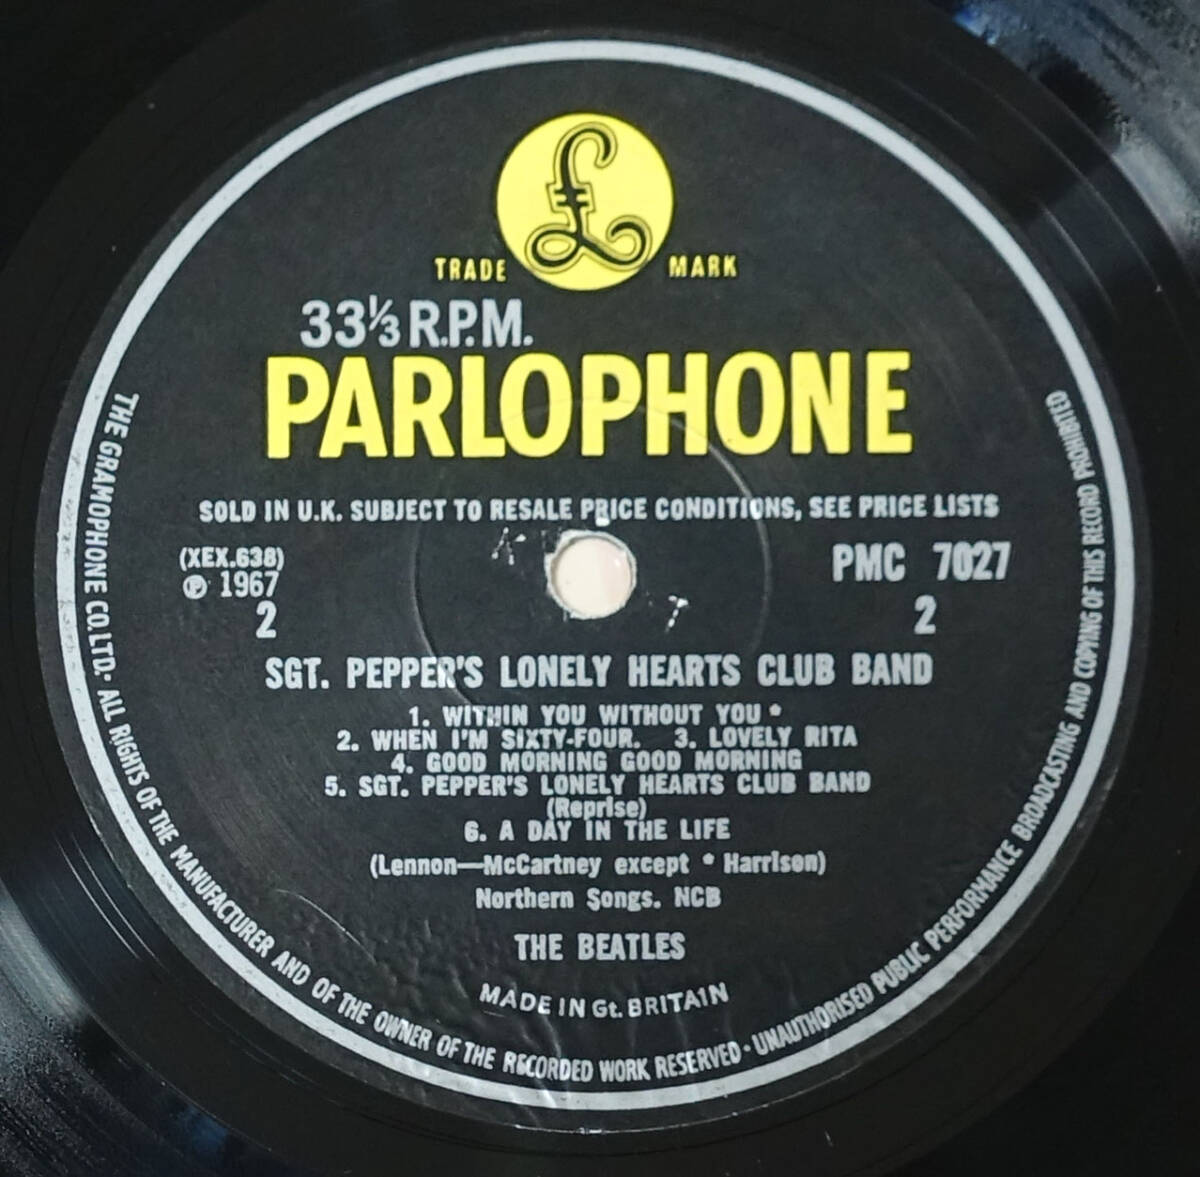 £
TRADE MARK
33⅓ R.P.M.
PARLOPHONE
SOLD IN U.K. SUBJECT TO RESALE PRICE CONDITIONS, SEE PRICE LISTS
(XEX.638)
℗ 1967
2
PMC 7027
2
SGT. PEPPER'S LONELY HEARTS CLUB BAND
1. WITHIN YOU WITHOUT YOU *
2. WHEN I'M SIXTY-FOUR. 3. LOVELY RITA
4. GOOD MORNING GOOD MORNING
5. SGT. PEPPER'S LONELY HEARTS CLUB BAND
(Reprise)
6. A DAY IN THE LIFE
(Lennon—McCartney except * Harrison)
Northern Songs. NCB
THE BEATLES
MADE IN Gt. BRITAIN
THE GRAMOPHONE CO. LTD. · ALL RIGHTS OF THE MANUFACTURER AND OF THE OWNER OF THE RECORDED WORK RESERVED · UNAUTHORISED PUBLIC PERFORMANCE BROADCASTING AND COPYING OF THIS RECORD PROHIBITED